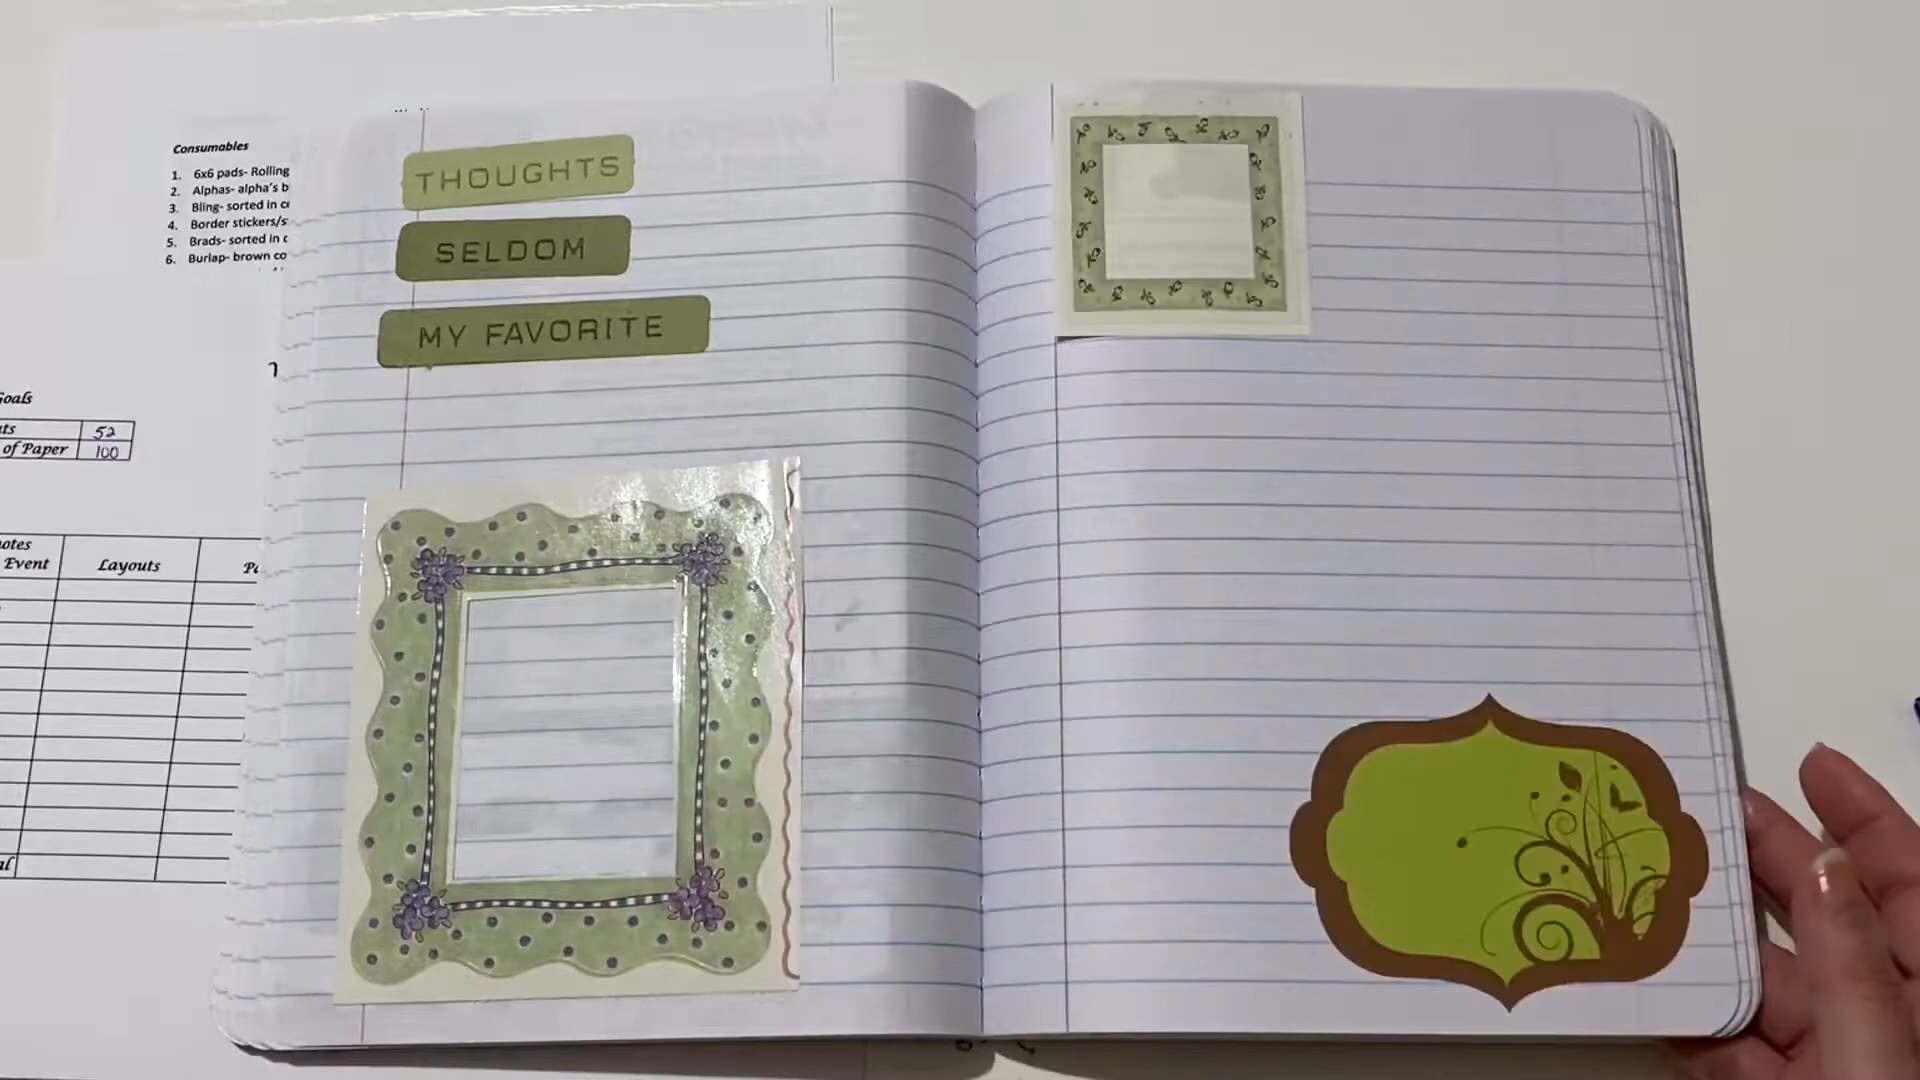 Consumables
1. 6x6 pads- Rolling
2. Alphas- alpha's b
3. Bling- sorted in
4. Border stickers/s
5. Brads- sorted in
6. Burlap- brown co
Goals
52
of Paper 100
Event Layouts
THOUGHTS
SELDOM
MY FAVORITE